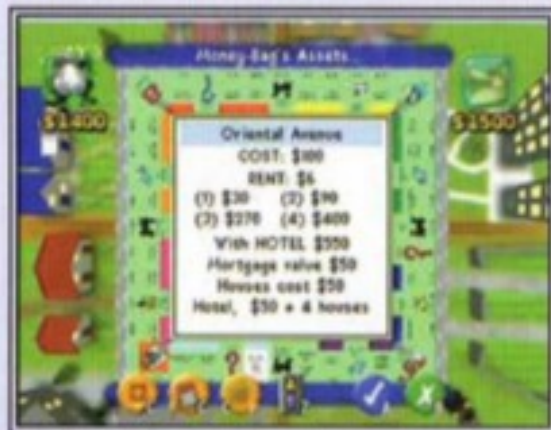 Money-Bag's Assets
$1400
$1500
Oriental Avenue
COST: $100
RENT: $6
(1) $30 (2) $90
(3) $270 (4) $400
With HOTEL $550
Mortgage value $50
Houses cost $50
Hotel, $50 + 4 houses